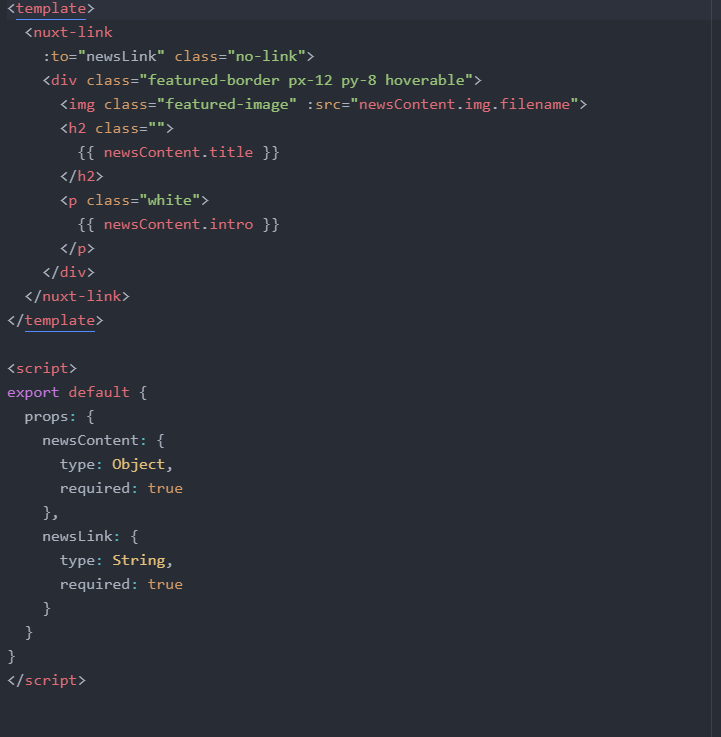 <template>
  <nuxt-link
    :to="newsLink" class="no-link">
    <div class="featured-border px-12 py-8 hoverable">
      <img class="featured-image" :src="newsContent.img.filename">
      <h2 class="">
        {{ newsContent.title }}
      </h2>
      <p class="white">
        {{ newsContent.intro }}
      </p>
    </div>
  </nuxt-link>
</template>

<script>
export default {
  props: {
    newsContent: {
      type: Object,
      required: true
    },
    newsLink: {
      type: String,
      required: true
    }
  }
}
</script>